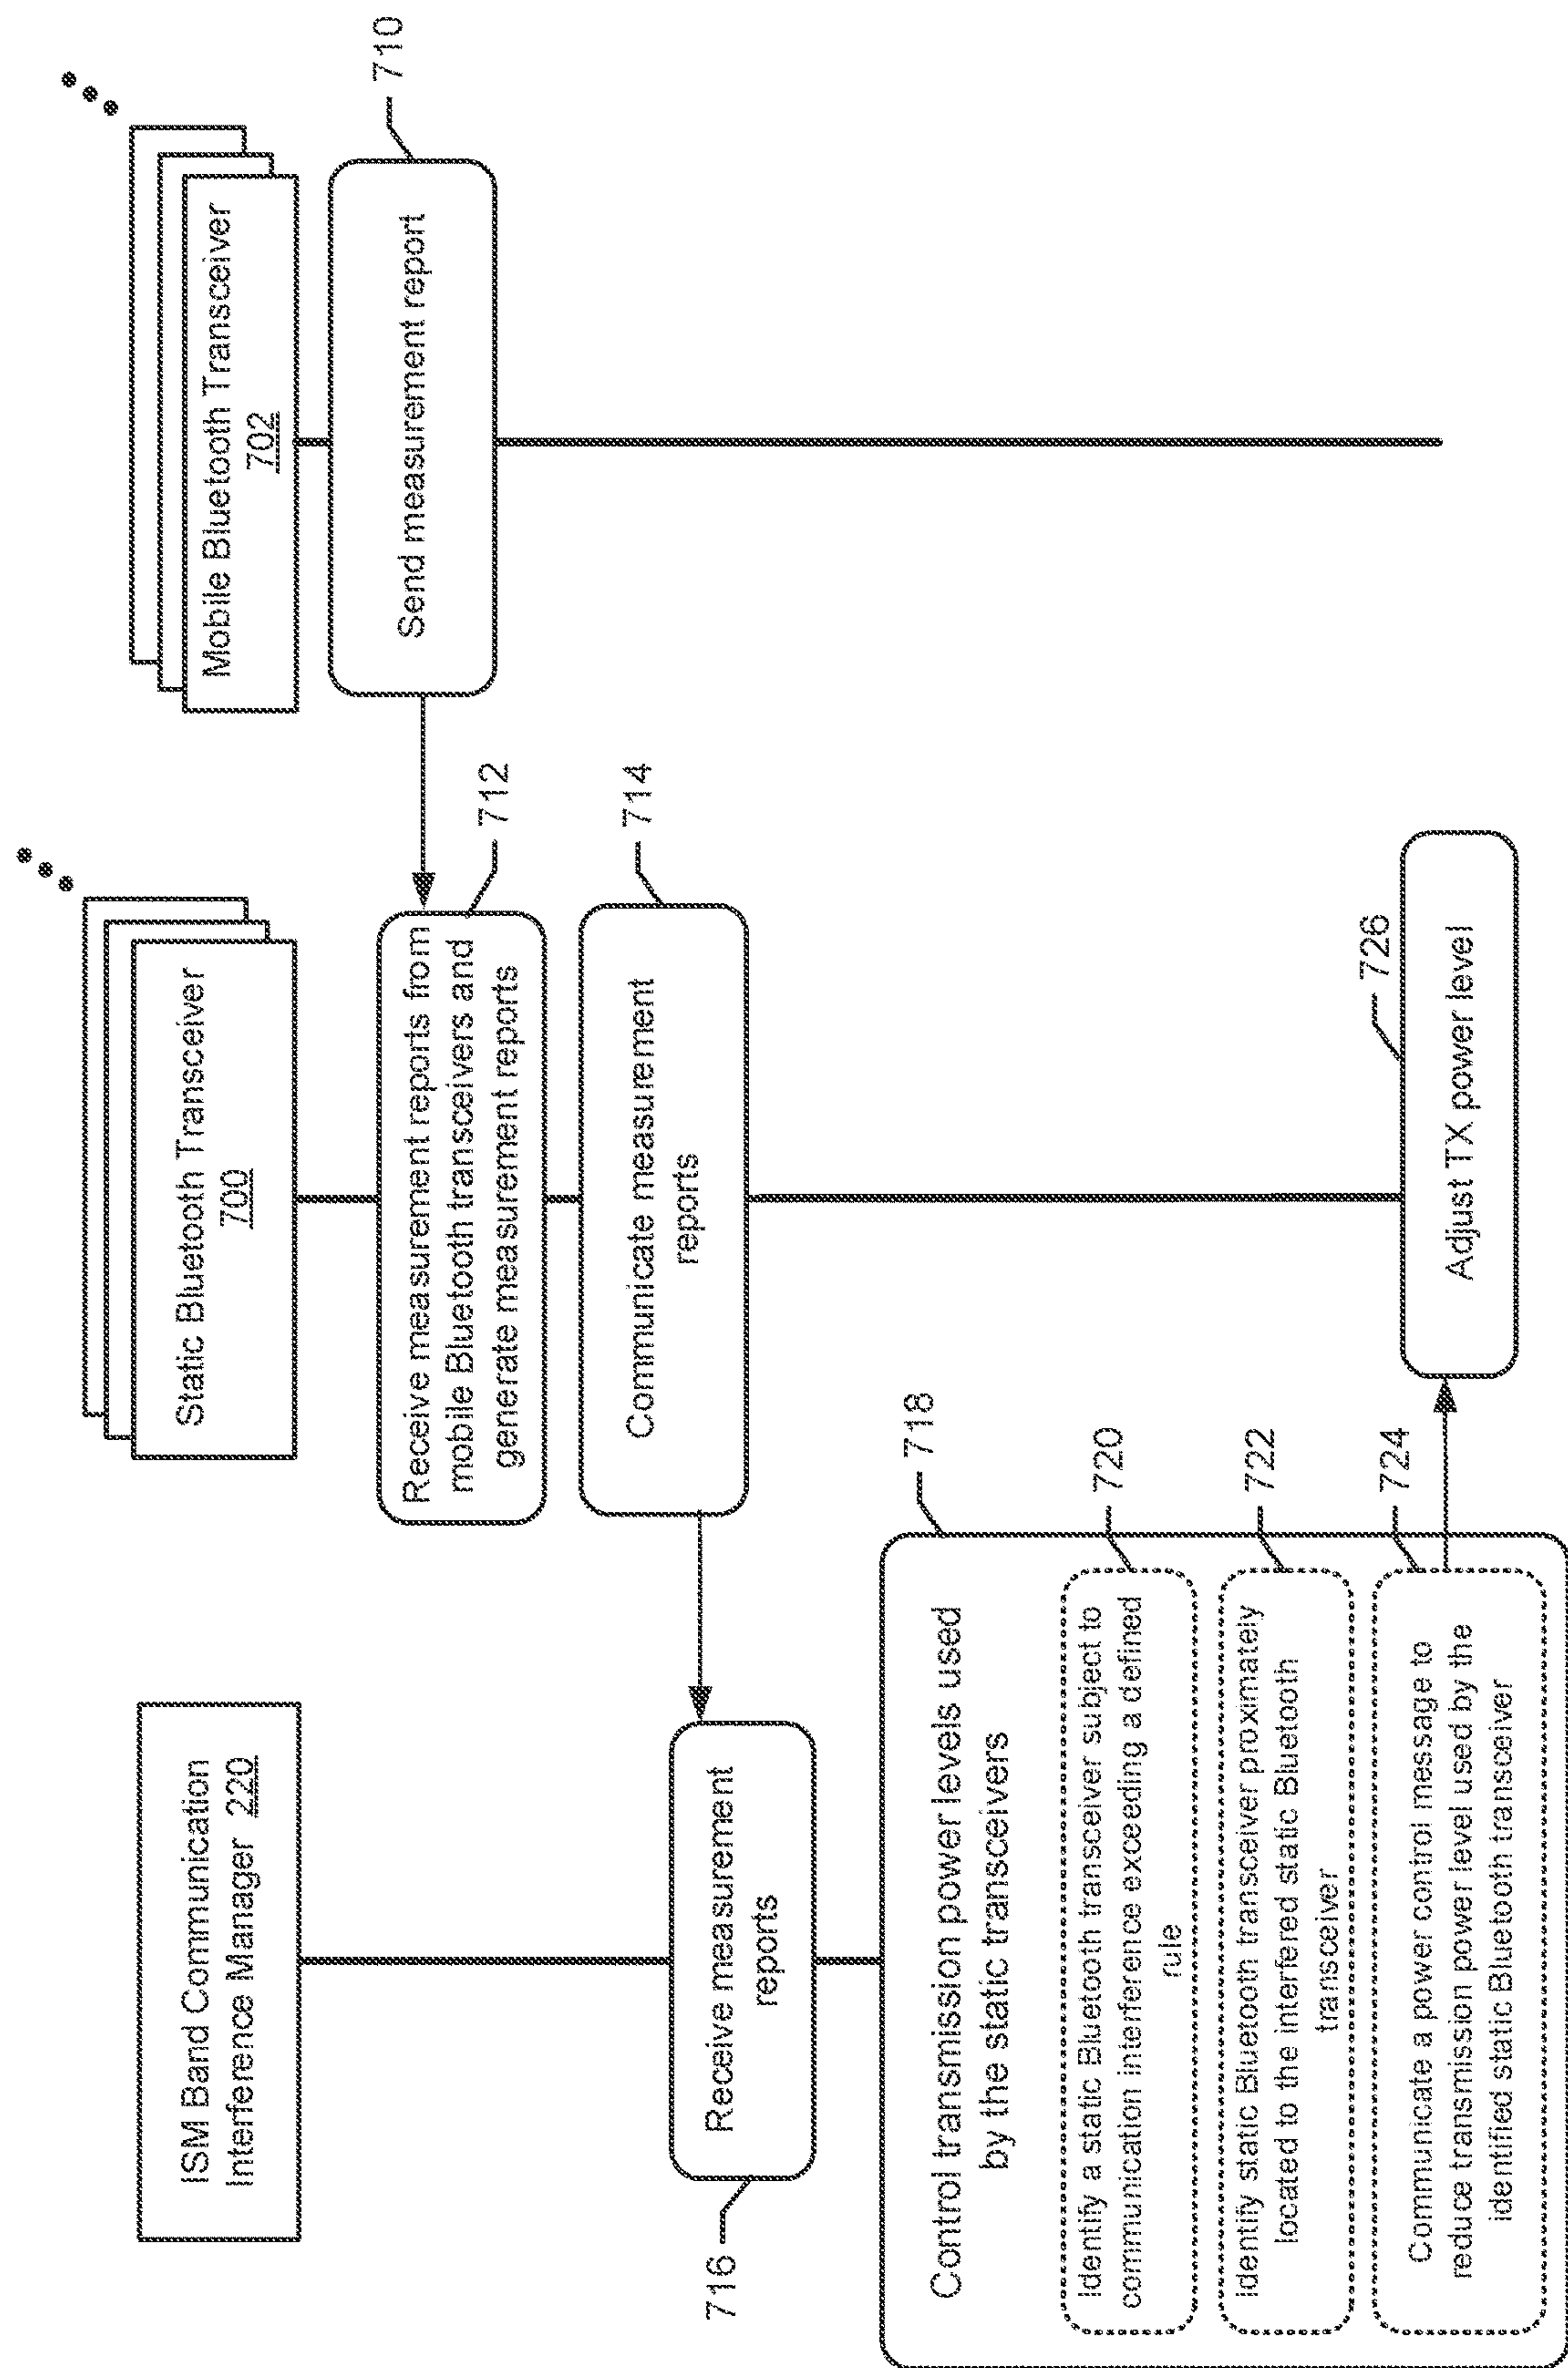 ISM Band Communication
Interference Manager 220
Static Bluetooth Transceiver
700
Mobile Bluetooth Transceiver
702
Send measurement report
710
Receive measurement reports from
mobile Bluetooth transceivers and
generate measurement reports
712
Communicate measurement
reports
714
Receive measurement
reports
716
Control transmission power levels used
by the static transceivers
718
Identify a static Bluetooth transceiver subject to
communication interference exceeding a defined
rule
720
Identify static Bluetooth transceiver proximately
located to the interfered static Bluetooth
transceiver
722
Communicate a power control message to
reduce transmission power level used by the
identified static Bluetooth transceiver
724
Adjust TX power level
726